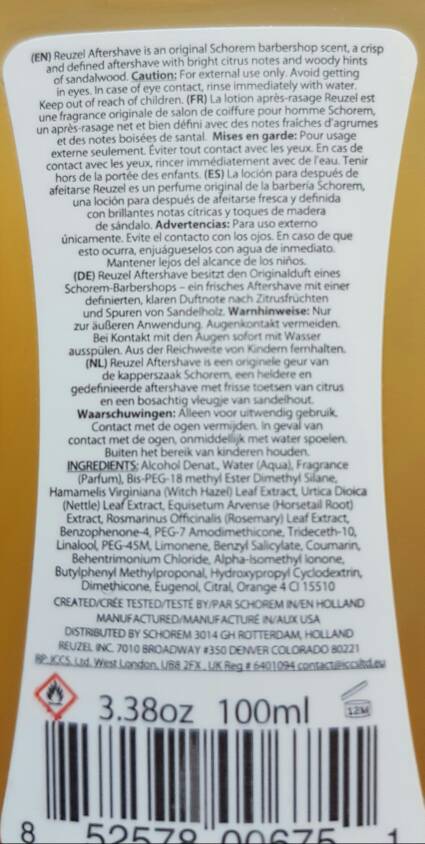 (EN) Reuzel Aftershave is an original Schorem barbershop scent, a crisp
and defined aftershave with bright citrus notes and woody hints
of sandalwood. Caution: For external use only. Avoid getting
in eyes. In case of eye contact, rinse immediately with water.
Keep out of reach of children. (FR) La lotion après-rasage Reuzel est
une fragrance originale de salon de coiffure pour homme Schorem,
un après-rasage net et bien défini avec des notes fraîches d'agrumes
et des notes boisées de santal. Mises en garde: Pour usage
externe seulement. Éviter tout contact avec les yeux. En cas de
contact avec les yeux, rincer immédiatement avec de l'eau. Tenir
hors de la portée des enfants. (ES) La loción para después de
afeitarse Reuzel es un perfume original de la barbería Schorem,
una loción para después de afeitarse fresca y definida
con brillantes notas cítricas y toques de madera
de sándalo. Advertencias: Para uso externo
únicamente. Evite el contacto con los ojos. En caso de que
esto ocurra, enjuágueselos con agua de inmediato.
Mantener lejos del alcance de los niños.
(DE) Reuzel Aftershave besitzt den Originalduft eines
Schorem-Barbershops – ein frisches Aftershave mit einer
definierten, klaren Duftnote nach Zitrusfrüchten
und Spuren von Sandelholz. Warnhinweise: Nur
zur äußeren Anwendung. Augenkontakt vermeiden.
Bei Kontakt mit den Augen sofort mit Wasser
ausspülen. Aus der Reichweite von Kindern fernhalten.
(NL) Reuzel Aftershave is een originele geur van
de kapperszaak Schorem, een heldere en
gedefinieerde aftershave met frisse toetsen van citrus
en een bosachtig vleugje van sandelhout.
Waarschuwingen: Alleen voor uitwendig gebruik.
Contact met de ogen vermijden. In geval van
contact met de ogen, onmiddellijk met water spoelen.
Buiten het bereik van kinderen houden.
INGREDIENTS: Alcohol Denat., Water (Aqua), Fragrance
(Parfum), Bis-PEG-18 methyl Ester Dimethyl Silane,
Hamamelis Virginiana (Witch Hazel) Leaf Extract, Urtica Dioica
(Nettle) Leaf Extract, Equisetum Arvense (Horsetail Root)
Extract, Rosmarinus Officinalis (Rosemary) Leaf Extract,
Benzophenone-4, PEG-7 Amodimethicone, Trideceth-10,
Linalool, PEG-45M, Limonene, Benzyl Salicylate, Coumarin,
Behentrimonium Chloride, Alpha-Isomethyl Ionone,
Butylphenyl Methylproponal, Hydroxypropyl Cyclodextrin,
Dimethicone, Eugenol, Citral, Orange 4 CI 15510
CREATED/CRÉE TESTED/TESTÉ BY/PAR SCHOREM IN/EN HOLLAND
MANUFACTURED/MANUFACTURÉ IN/AUX USA
DISTRIBUTED BY SCHOREM 3014 GH ROTTERDAM, HOLLAND
REUZEL INC. 7010 BROADWAY #350 DENVER COLORADO 80221
RP: ICCS, Ltd. West London, UB8 2FX , UK Reg # 6401094 contact@iccsltd.eu
3.38oz 100ml 12M
8 52578 00675 1